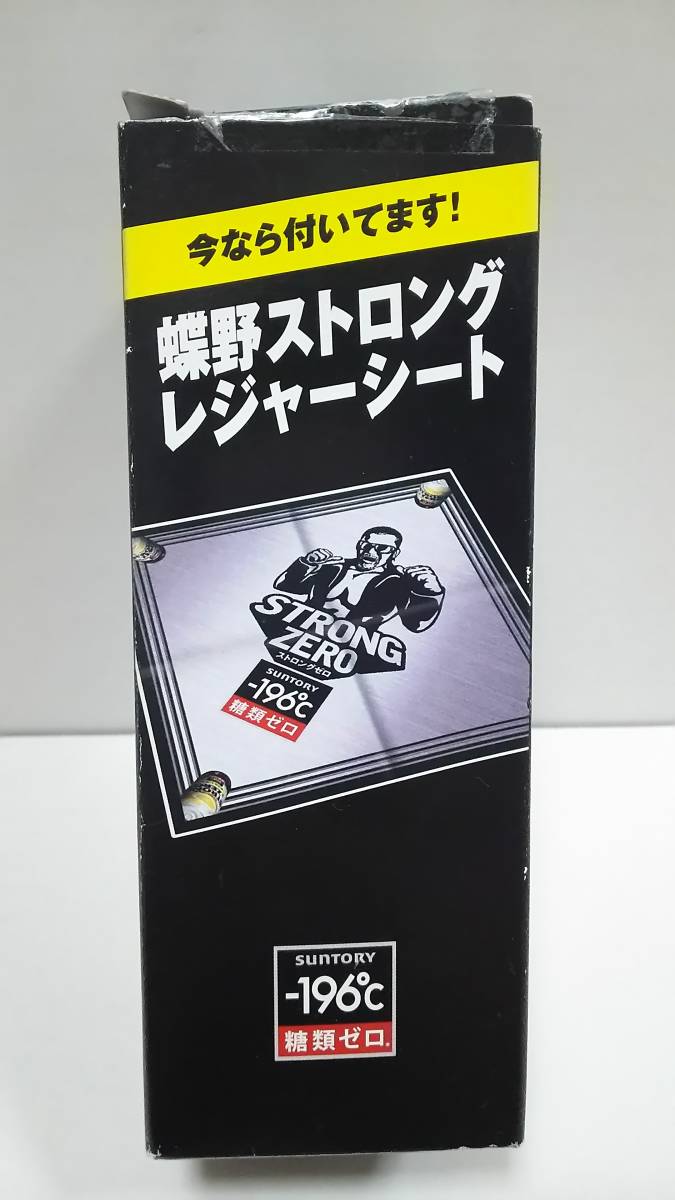 今なら付いてます!
蝶野ストロング
レジャーシート
STRONG
ZERO
ストロングゼロ
SUNTORY
-196℃
糖類ゼロ
SUNTORY
-196℃
糖類ゼロ。